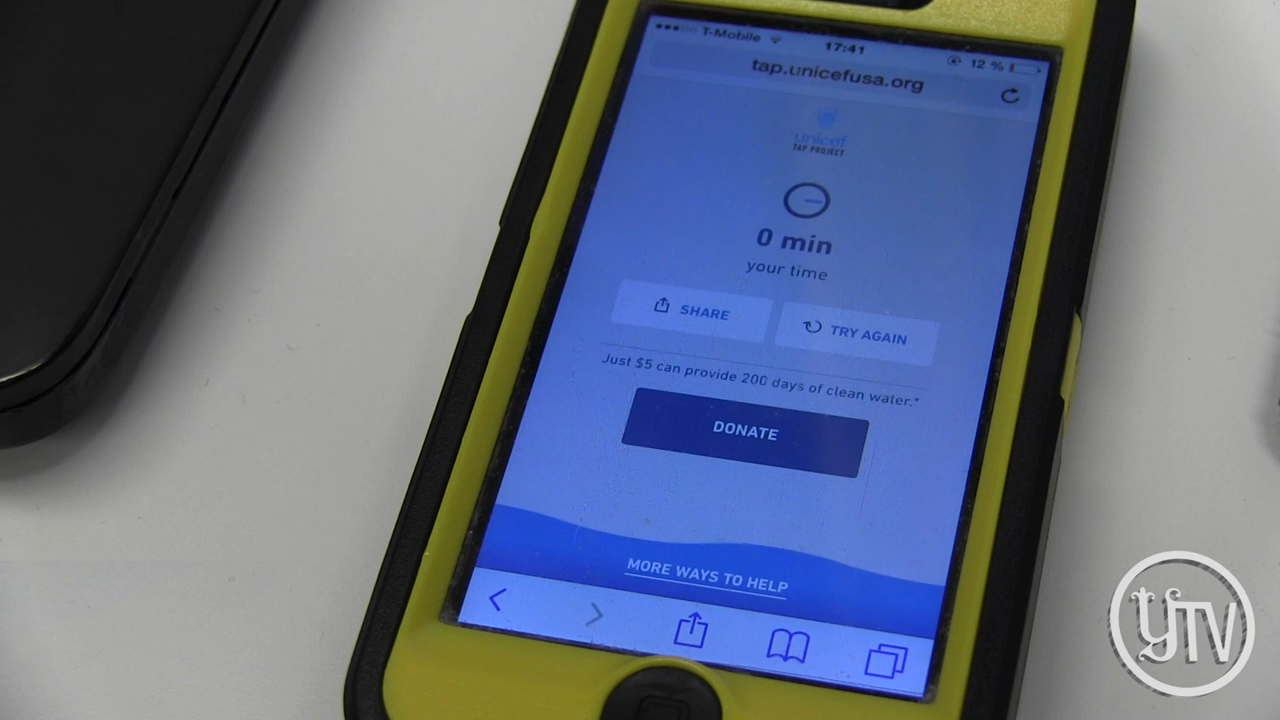 T-Mobile 17:41 12 %
tap.unicefusa.org
unicef
TAP PROJECT
0 min
your time
SHARE TRY AGAIN
Just $5 can provide 200 days of clean water.*
DONATE
MORE WAYS TO HELP
YTV